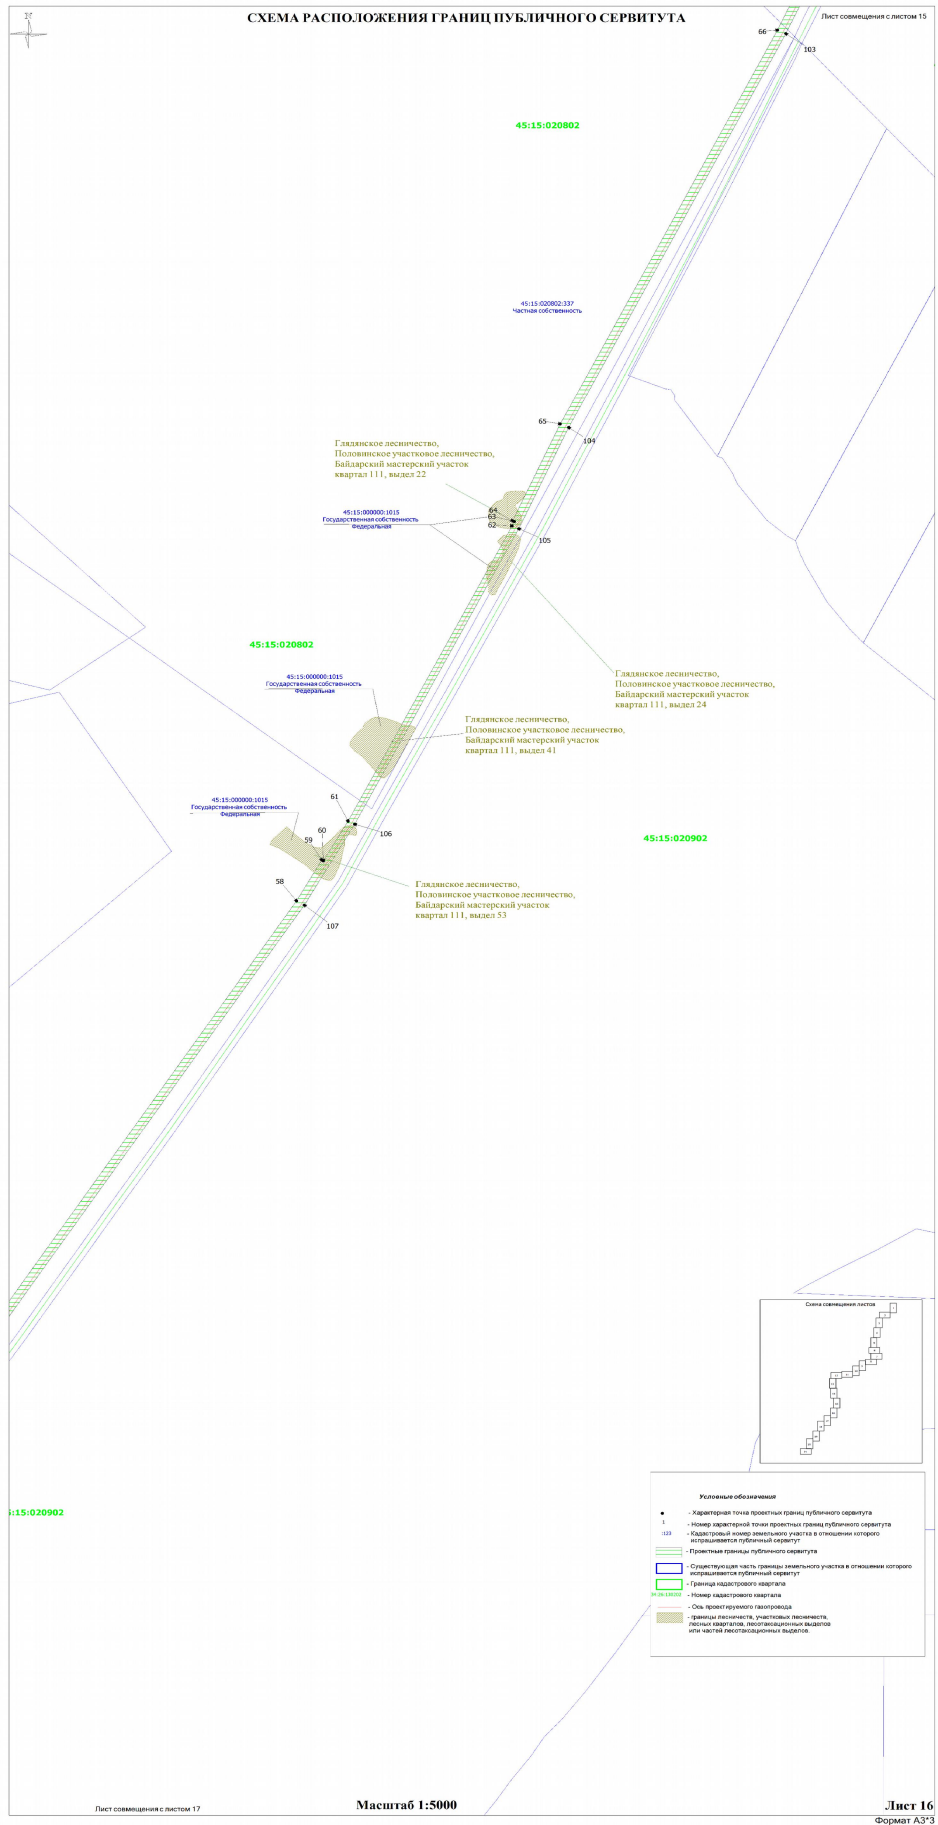 СХЕМА РАСПОЛОЖЕНИЯ ГРАНИЦ ПУБЛИЧНОГО СЕРВИТУТА
Лист совмещения с листом 15
66
103
45:15:020802
45:15:020802:337
Частная собственность
65
104
Глядянское лесничество,
Половинское участковое лесничество,
Байдарский мастерский участок
квартал 111, выдел 22
45:15:000000:1015
Государственная собственность
Федеральная
64
63
62
105
45:15:020802
Глядянское лесничество,
Половинское участковое лесничество,
Байдарский мастерский участок
квартал 111, выдел 24
45:15:000000:1015
Государственная собственность
Федеральная
Глядянское лесничество,
Половинское участковое лесничество,
Байдарский мастерский участок
квартал 111, выдел 41
45:15:000000:1015
Государственная собственность
Федеральная
61
60
59
106
45:15:020902
58
107
Глядянское лесничество,
Половинское участковое лесничество,
Байдарский мастерский участок
квартал 111, выдел 53
Схема совмещения листов
:15:020902
Условные обозначения
- Характерная точка проектных границ публичного сервитута
1 - Номер характерной точки проектных границ публичного сервитута
:123 - Кадастровый номер земельного участка в отношении которого
испрашивается публичный сервитут
- Проектные границы публичного сервитута
- Существующая часть границы земельного участка в отношении которого
испрашивается публичный сервитут
- Граница кадастрового квартала
- Номер кадастрового квартала
- Ось проектируемого газопровода
- границы лесничеств, участковых лесничеств,
лесных кварталов, лесотаксационных выделов
или частей лесотаксационных выделов.
Лист совмещения с листом 17
Масштаб 1:5000
Лист 16
Формат А3*3